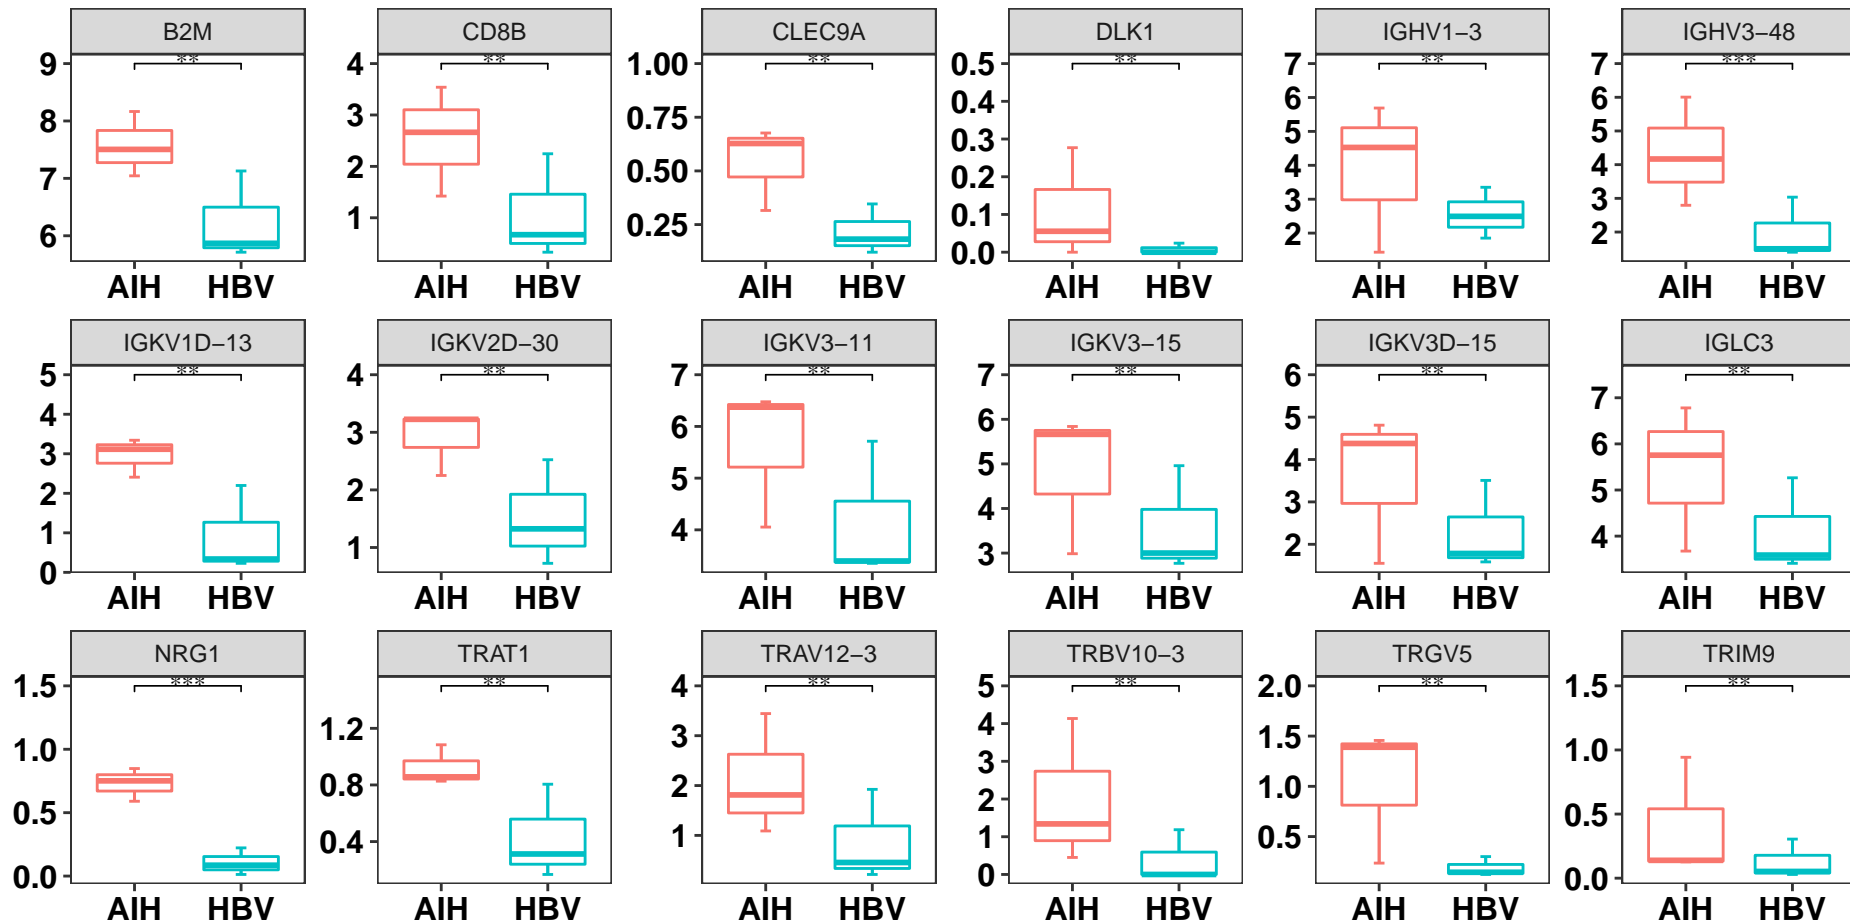 B2M CD8B CLEC9A DLK1 IGHV1−3 IGHV3−48
** ** ** ** ** ***
9 8 7 6
4 3 2 1
1.00 0.75 0.50 0.25
0.5 0.4 0.3 0.2 0.1 0.0
7 6 5 4 3 2
7 6 5 4 3 2
AIH HBV AIH HBV AIH HBV AIH HBV AIH HBV AIH HBV
IGKV1D−13 IGKV2D−30 IGKV3−11 IGKV3−15 IGKV3D−15 IGLC3
** ** ** ** ** **
5 4 3 2 1 0
4 3 2 1
7 6 5 4
7 6 5 4 3
6 5 4 3 2
7 6 5 4
AIH HBV AIH HBV AIH HBV AIH HBV AIH HBV AIH HBV
NRG1 TRAT1 TRAV12−3 TRBV10−3 TRGV5 TRIM9
*** ** ** ** ** **
1.5 1.0 0.5 0.0
1.2 0.8 0.4
4 3 2 1
5 4 3 2 1 0
2.0 1.5 1.0 0.5
1.5 1.0 0.5 0.0
AIH HBV AIH HBV AIH HBV AIH HBV AIH HBV AIH HBV